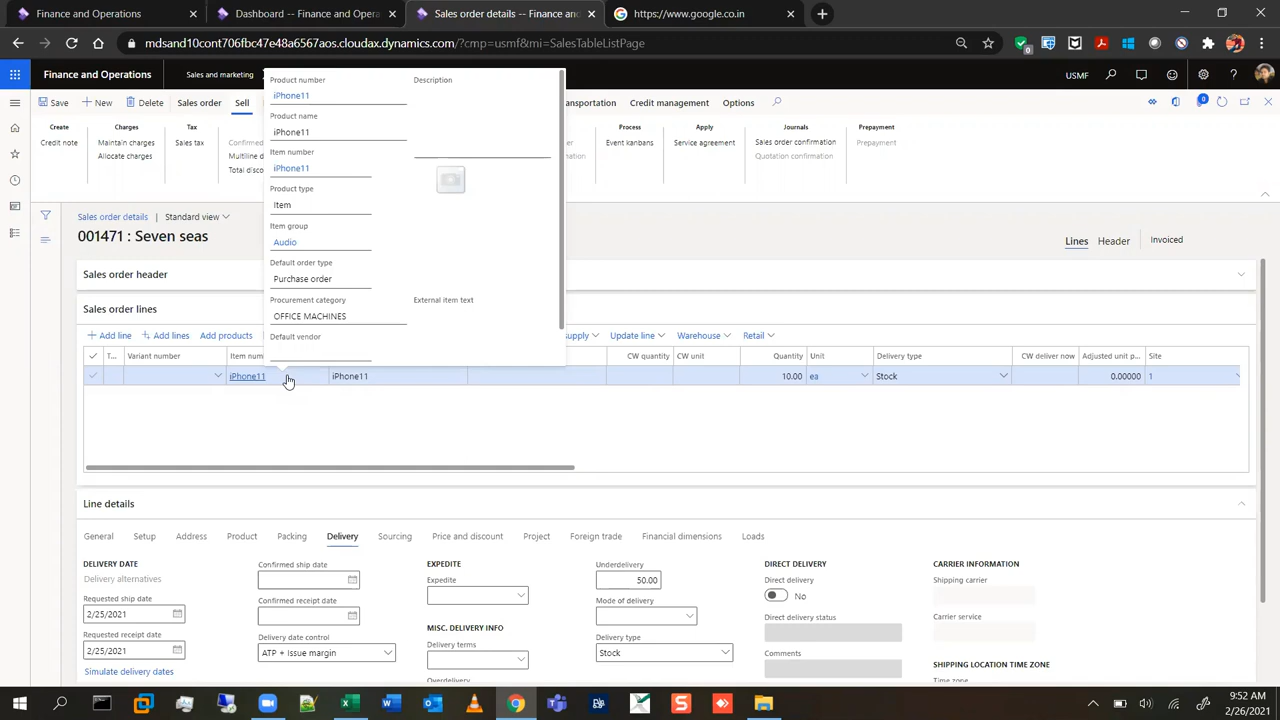 Dynamics 365 - Finance and Ope
Dynamics 365 - Finance and Opera
Sales order details -- Finance and
https://www.google.co.in
mdsand10cont706fb47c48a657aos.cloudax.dynamics.com/?cmp=usmf&mi=SalesTableListPage
Finance and Operations
Sales and marketing
USMF
Save
New
Delete
Sales order
Sell
Credit management
Options
0
Create
Credit note
Charges
Maintain charges
Allocate charges
Tax
Sales tax
Process
Event kanbans
Apply
Service agreement
Journals
Sales order confirmation
Quotation confirmation
Prepayment
Prepayment
Product number
iPhone11
Product name
iPhone11
Item number
iPhone11
Product type
Item
Item group
Audio
Default order type
Purchase order
Procurement category
OFFICE MACHINES
Default vendor
Description
External item text
Sales order details
Standard view
001471 : Seven seas
Lines
Header
Invoiced
Sales order header
Sales order lines
Add line
Add lines
Add products
Update line
Warehouse
Retail
T...
Variant number
CW quantity
CW unit
Quantity
Unit
Delivery type
CW deliver now
Adjusted unit p...
Site
iPhone11
iPhone11
10.00
ea
Stock
0.00000
1
Line details
General
Setup
Address
Product
Packing
Delivery
Sourcing
Price and discount
Project
Foreign trade
Financial dimensions
Loads
DELIVERY DATE
Delivery alternatives
Requested ship date
2/25/2021
Requested receipt date
2/25/2021
Simulate delivery dates
Confirmed ship date
Confirmed receipt date
Delivery date control
ATP + Issue margin
EXPEDITE
Expedite
MISC. DELIVERY INFO
Delivery terms
Overdelivery
Underdelivery
50.00
Mode of delivery
Delivery type
Stock
DIRECT DELIVERY
Direct delivery
No
Direct delivery status
Comments
CARRIER INFORMATION
Shipping carrier
Carrier service
SHIPPING LOCATION TIME ZONE
Time zone
9:52 AM
2/26/2021